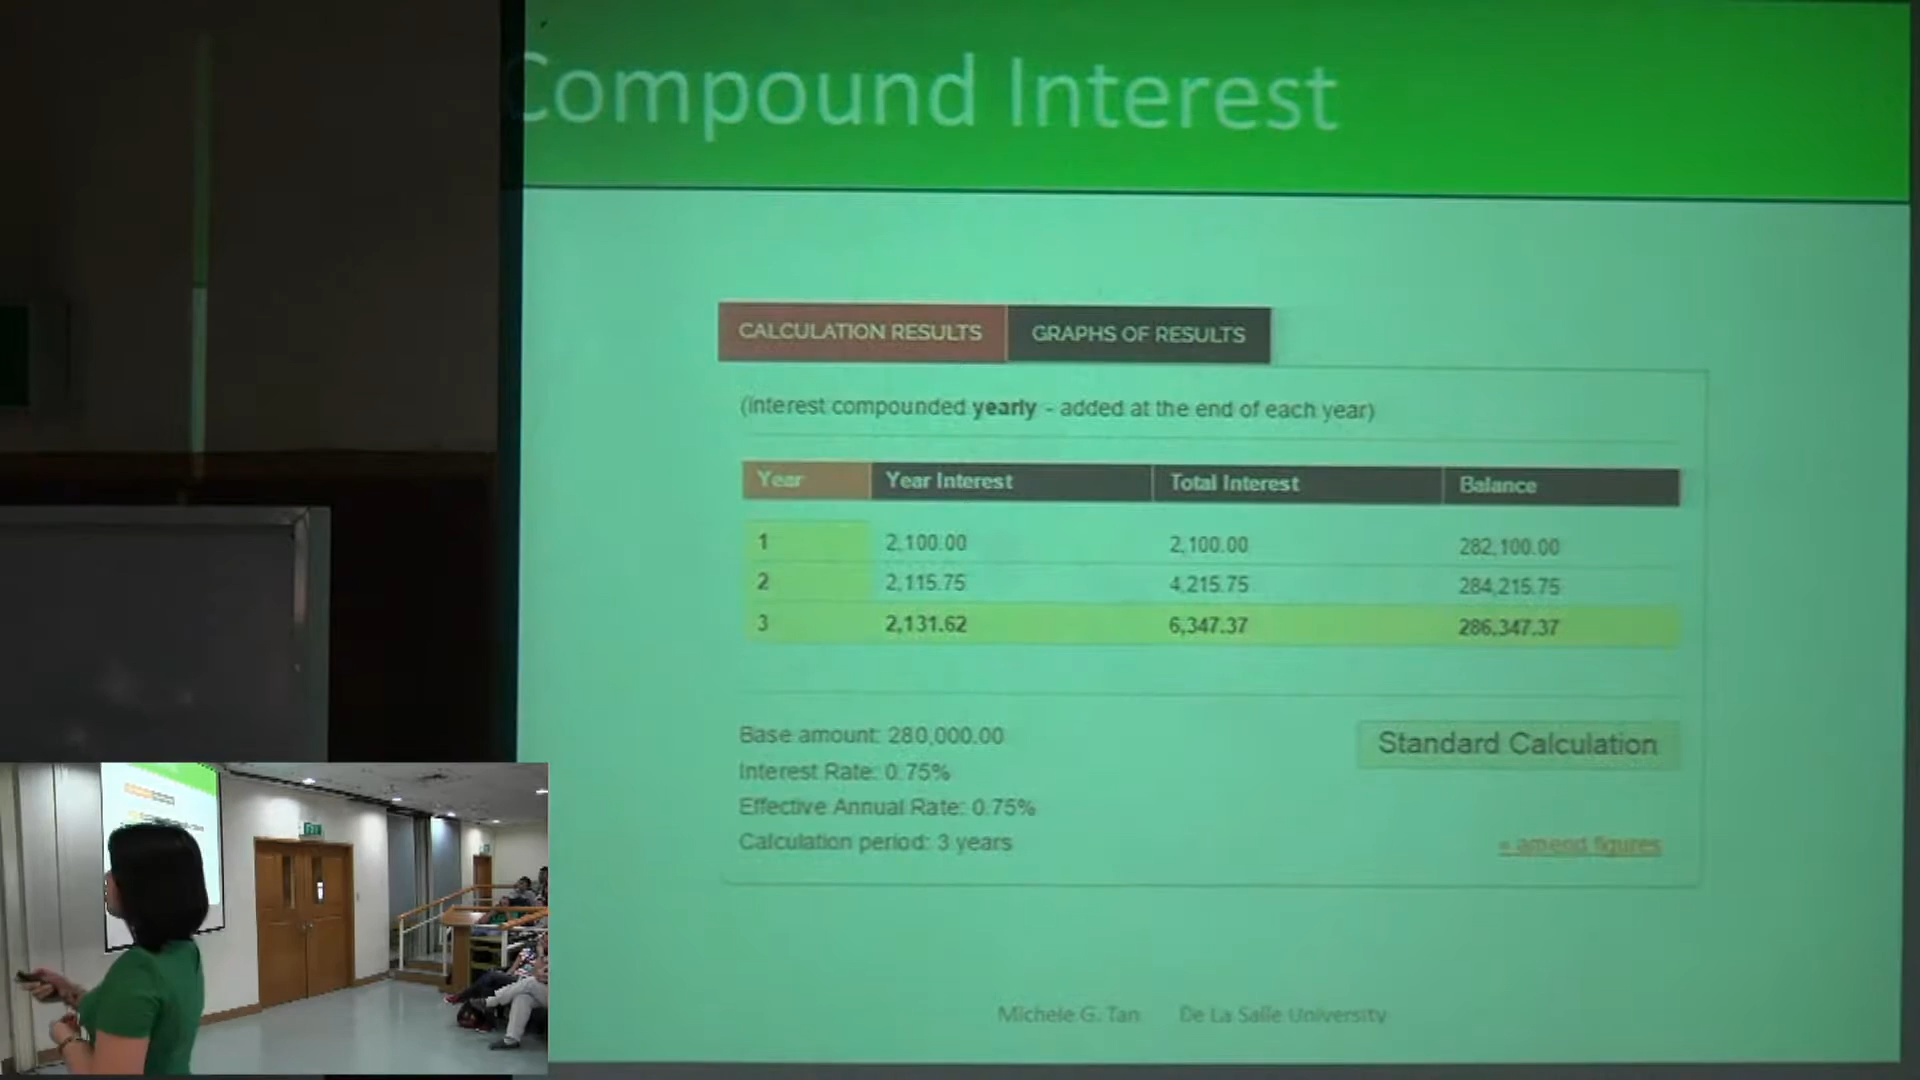 Compound Interest
CALCULATION RESULTS GRAPHS OF RESULTS
(interest compounded yearly - added at the end of each year)
Year Year Interest Total Interest Balance
1 2,100.00 2,100.00 282,100.00
2 2,115.75 4,215.75 284,215.75
3 2,131.62 6,347.37 286,347.37
Base amount: 280,000.00
Standard Calculation
Interest Rate: 0.75%
Effective Annual Rate: 0.75%
Calculation period: 3 years
« amend figures
Michele G. Tan De La Salle University